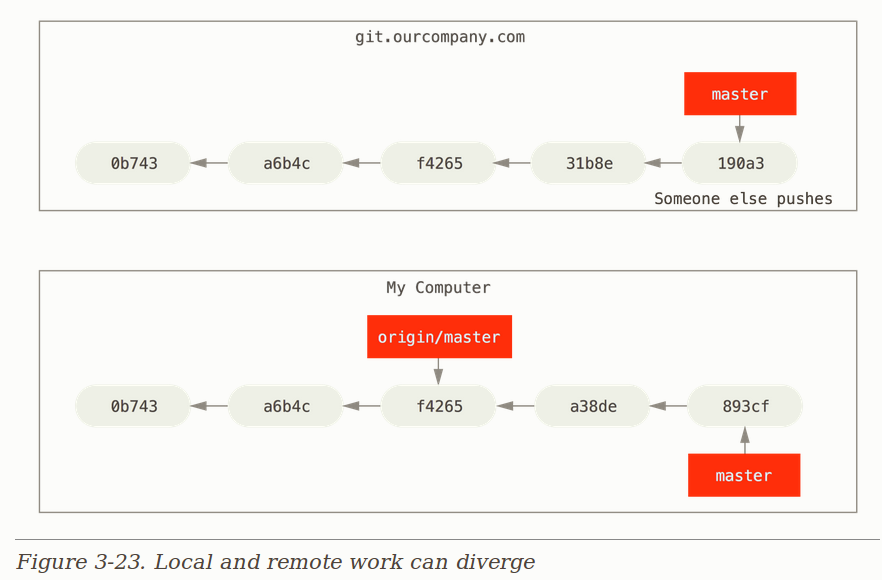 git.ourcompany.com
master
0b743 a6b4c f4265 31b8e 190a3
Someone else pushes
My Computer
origin/master
0b743 a6b4c f4265 a38de 893cf
master
Figure 3-23. Local and remote work can diverge